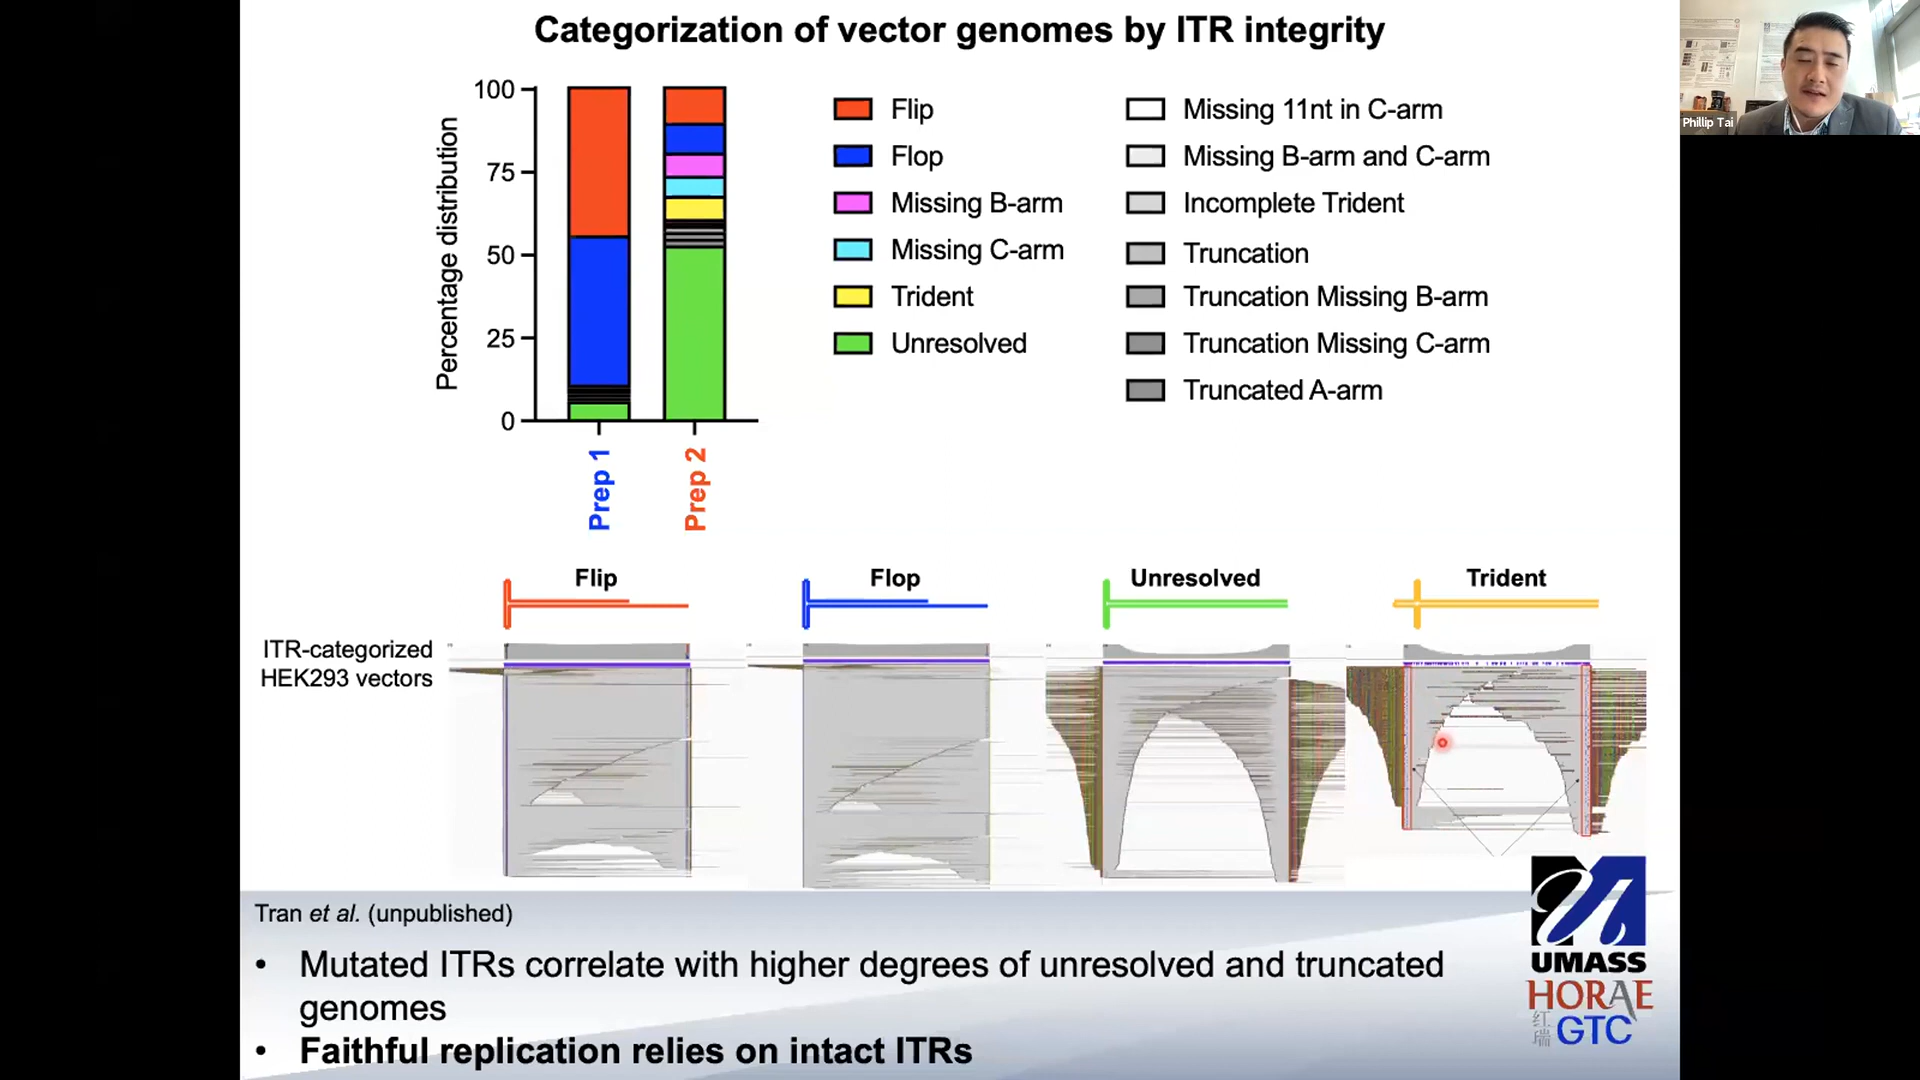 Categorization of vector genomes by ITR integrity
Phillip Tai
Percentage distribution
100
75
50
25
0
Prep 1
Prep 2
Flip
Flop
Missing B-arm
Missing C-arm
Trident
Unresolved
Missing 11nt in C-arm
Missing B-arm and C-arm
Incomplete Trident
Truncation
Truncation Missing B-arm
Truncation Missing C-arm
Truncated A-arm
Flip
Flop
Unresolved
Trident
ITR-categorized
HEK293 vectors
Tran et al. (unpublished)
• Mutated ITRs correlate with higher degrees of unresolved and truncated
genomes
• Faithful replication relies on intact ITRs
UMASS
HORAE
红瑞
GTC